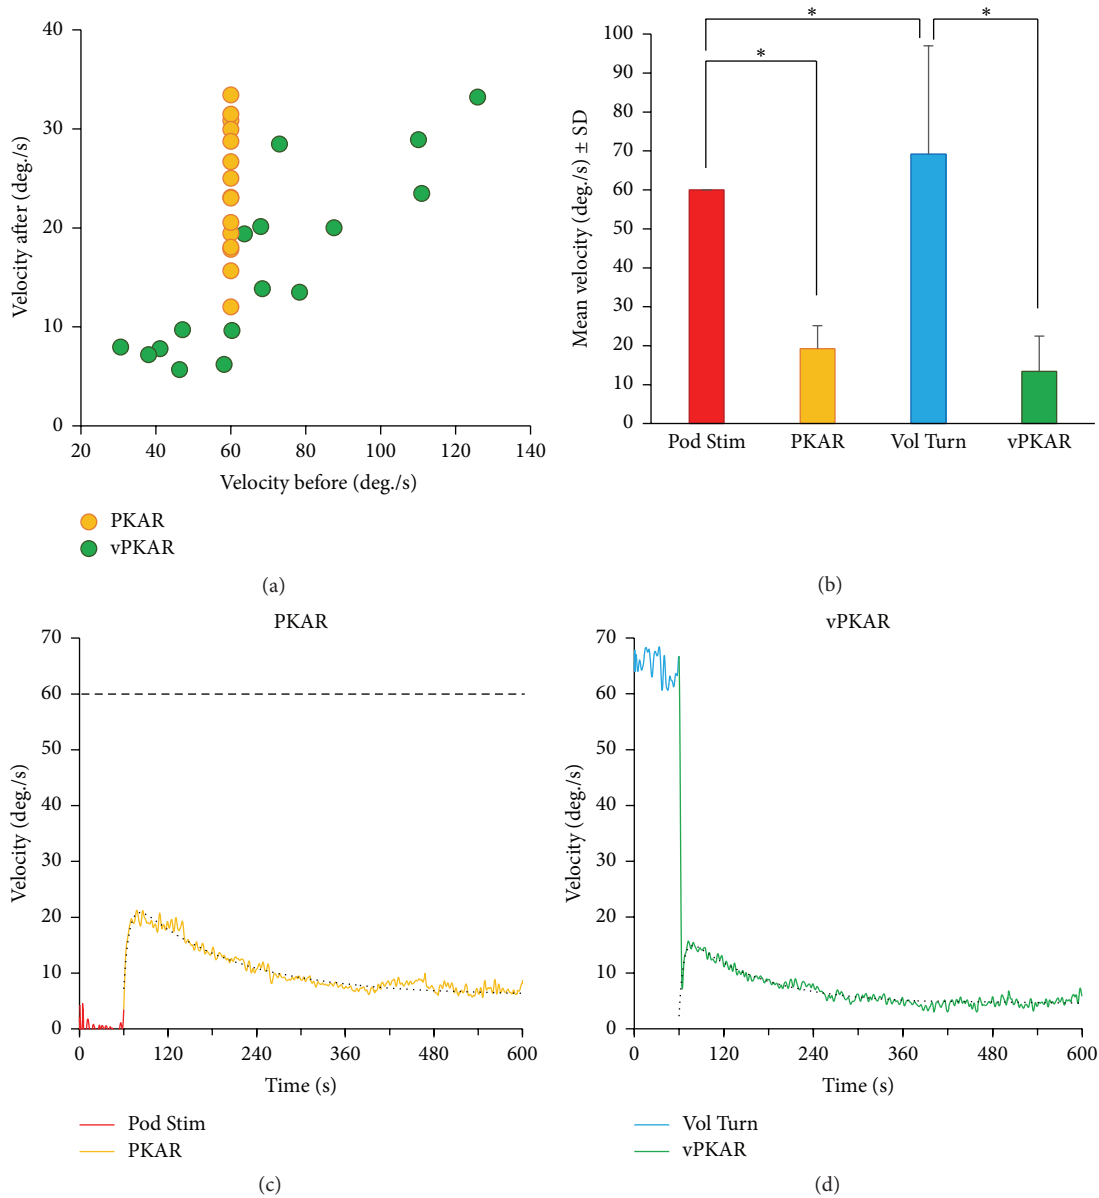 40
30
20
10
0
Velocity after (deg./s)
20 40 60 80 100 120 140
Velocity before (deg./s)
PKAR
vPKAR
(a)
* * *
100
90
80
70
60
50
40
30
20
10
0
Mean velocity (deg./s) ± SD
Pod Stim PKAR Vol Turn vPKAR
(b)
PKAR
70
60
50
40
30
20
10
0
Velocity (deg./s)
0 120 240 360 480 600
Time (s)
Pod Stim
PKAR
(c)
vPKAR
70
60
50
40
30
20
10
0
Velocity (deg./s)
0 120 240 360 480 600
Time (s)
Vol Turn
vPKAR
(d)